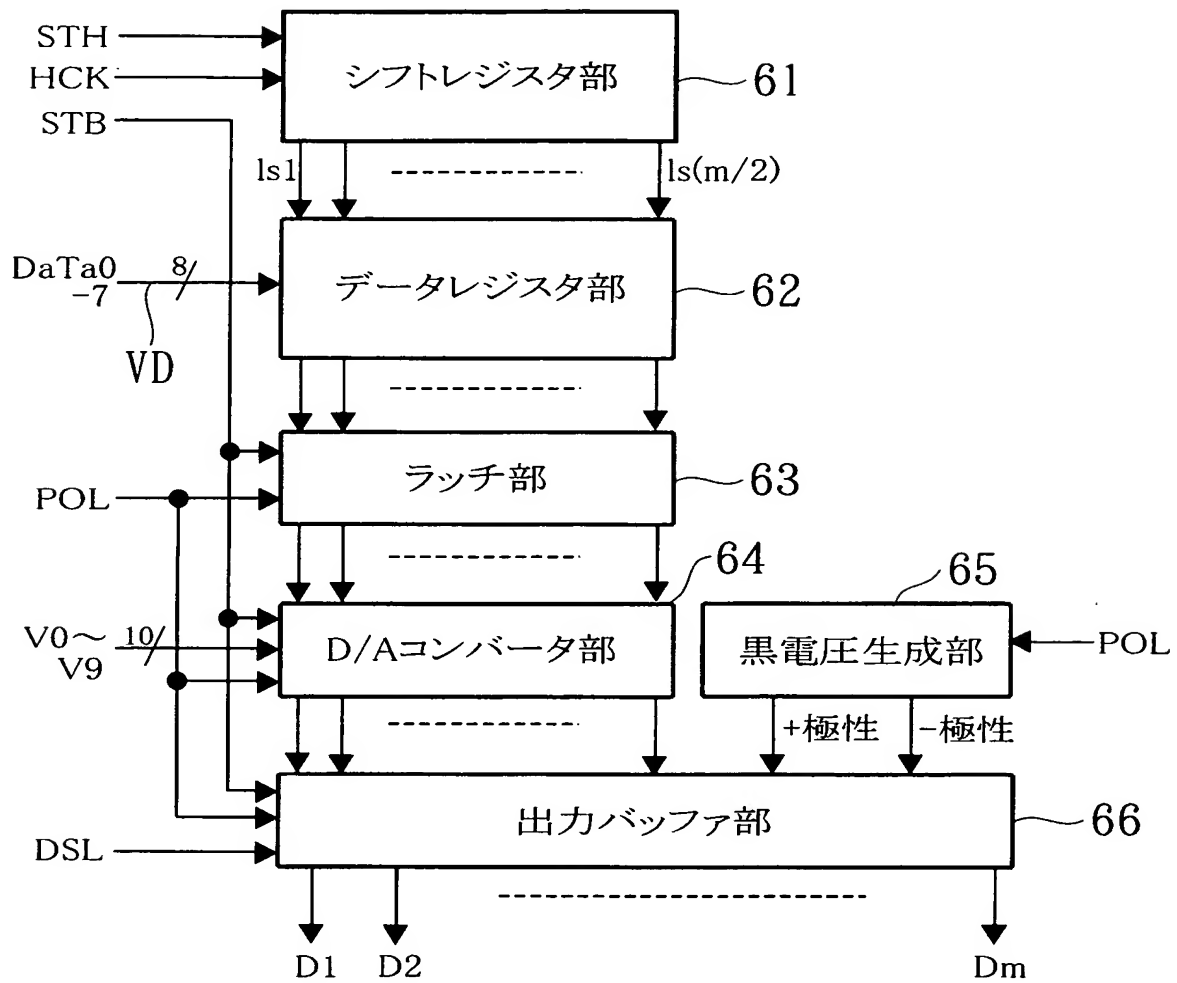 STH
HCK
STB
シフトレジスタ部
61
ls1
ls(m/2)
DaTa0
-7
8
VD
データレジスタ部
62
POL
ラッチ部
63
64
65
V0～
V9
10
D/Aコンバータ部
黒電圧生成部
POL
+極性
-極性
DSL
出力バッファ部
66
D1
D2
Dm